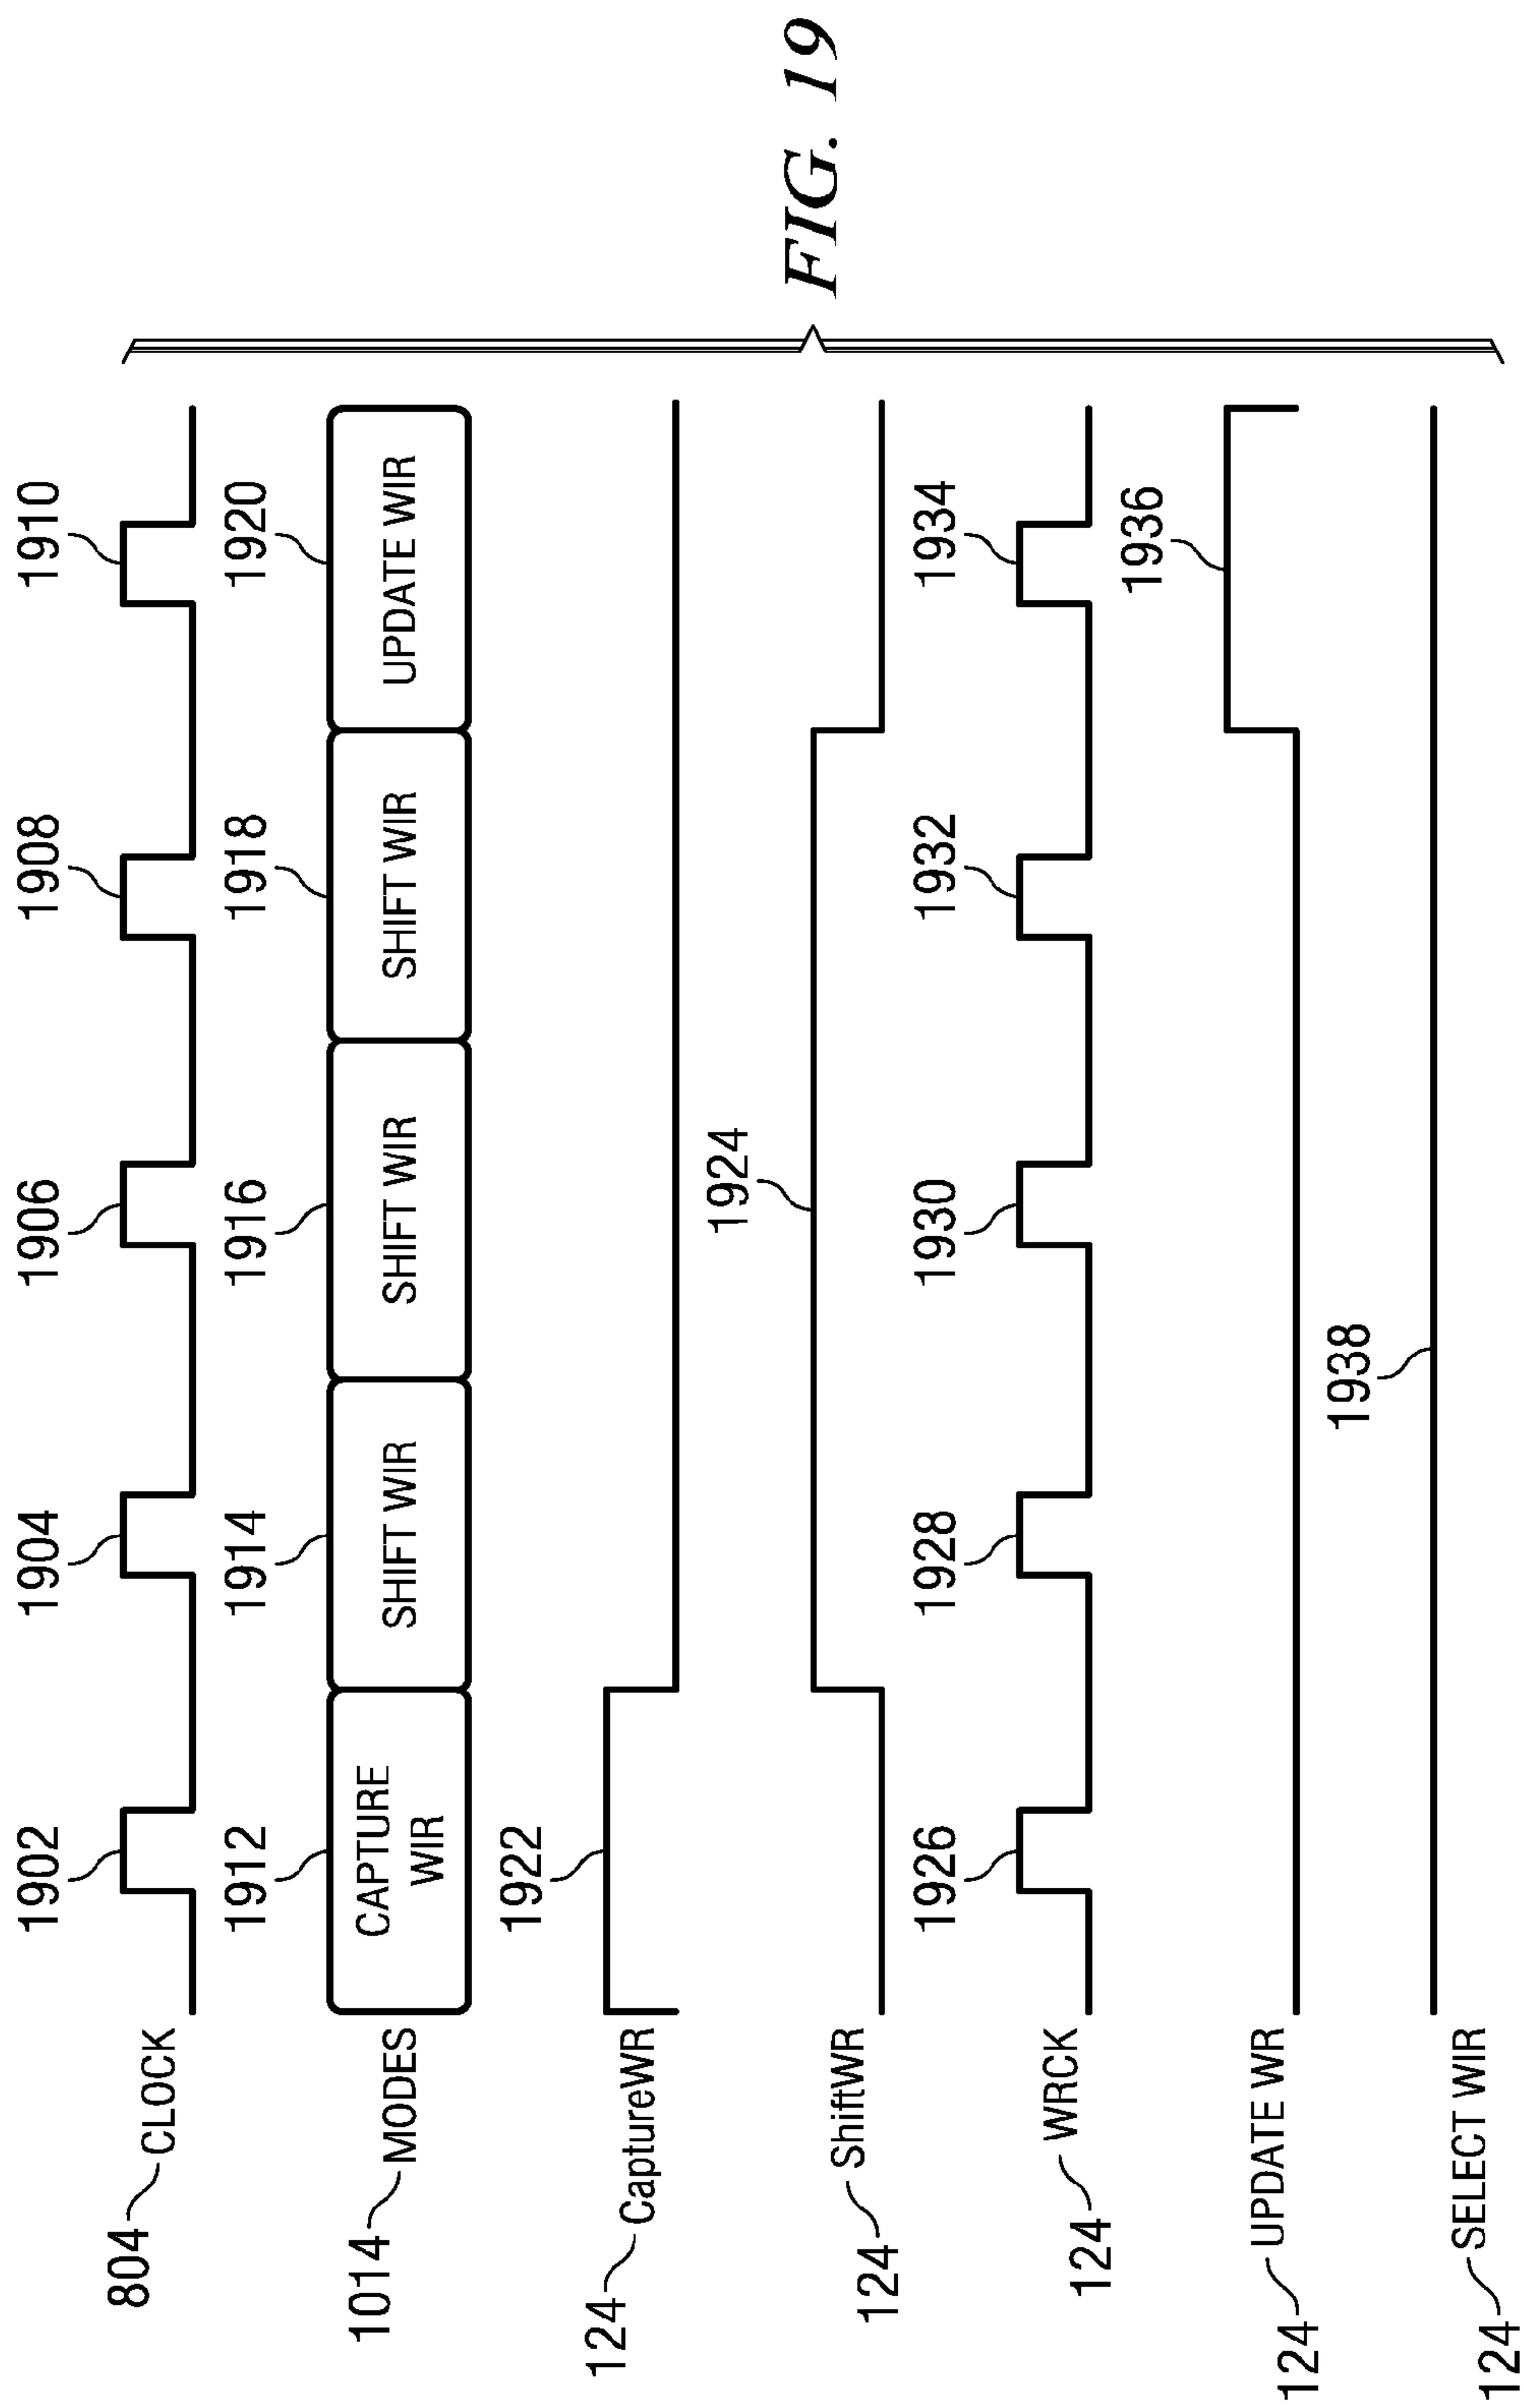 1902 1904 1906 1908 1910
804 CLOCK
1912 1914 1916 1918 1920
1014 MODES
CAPTURE
WIR
SHIFT WIR
SHIFT WIR
SHIFT WIR
UPDATE WIR
1922
124 CaptureWR
1924
124 ShiftWR
1926 1928 1930 1932 1934
124 WRCK
1936
124 UPDATE WR
1938
124 SELECT WIR
FIG. 19